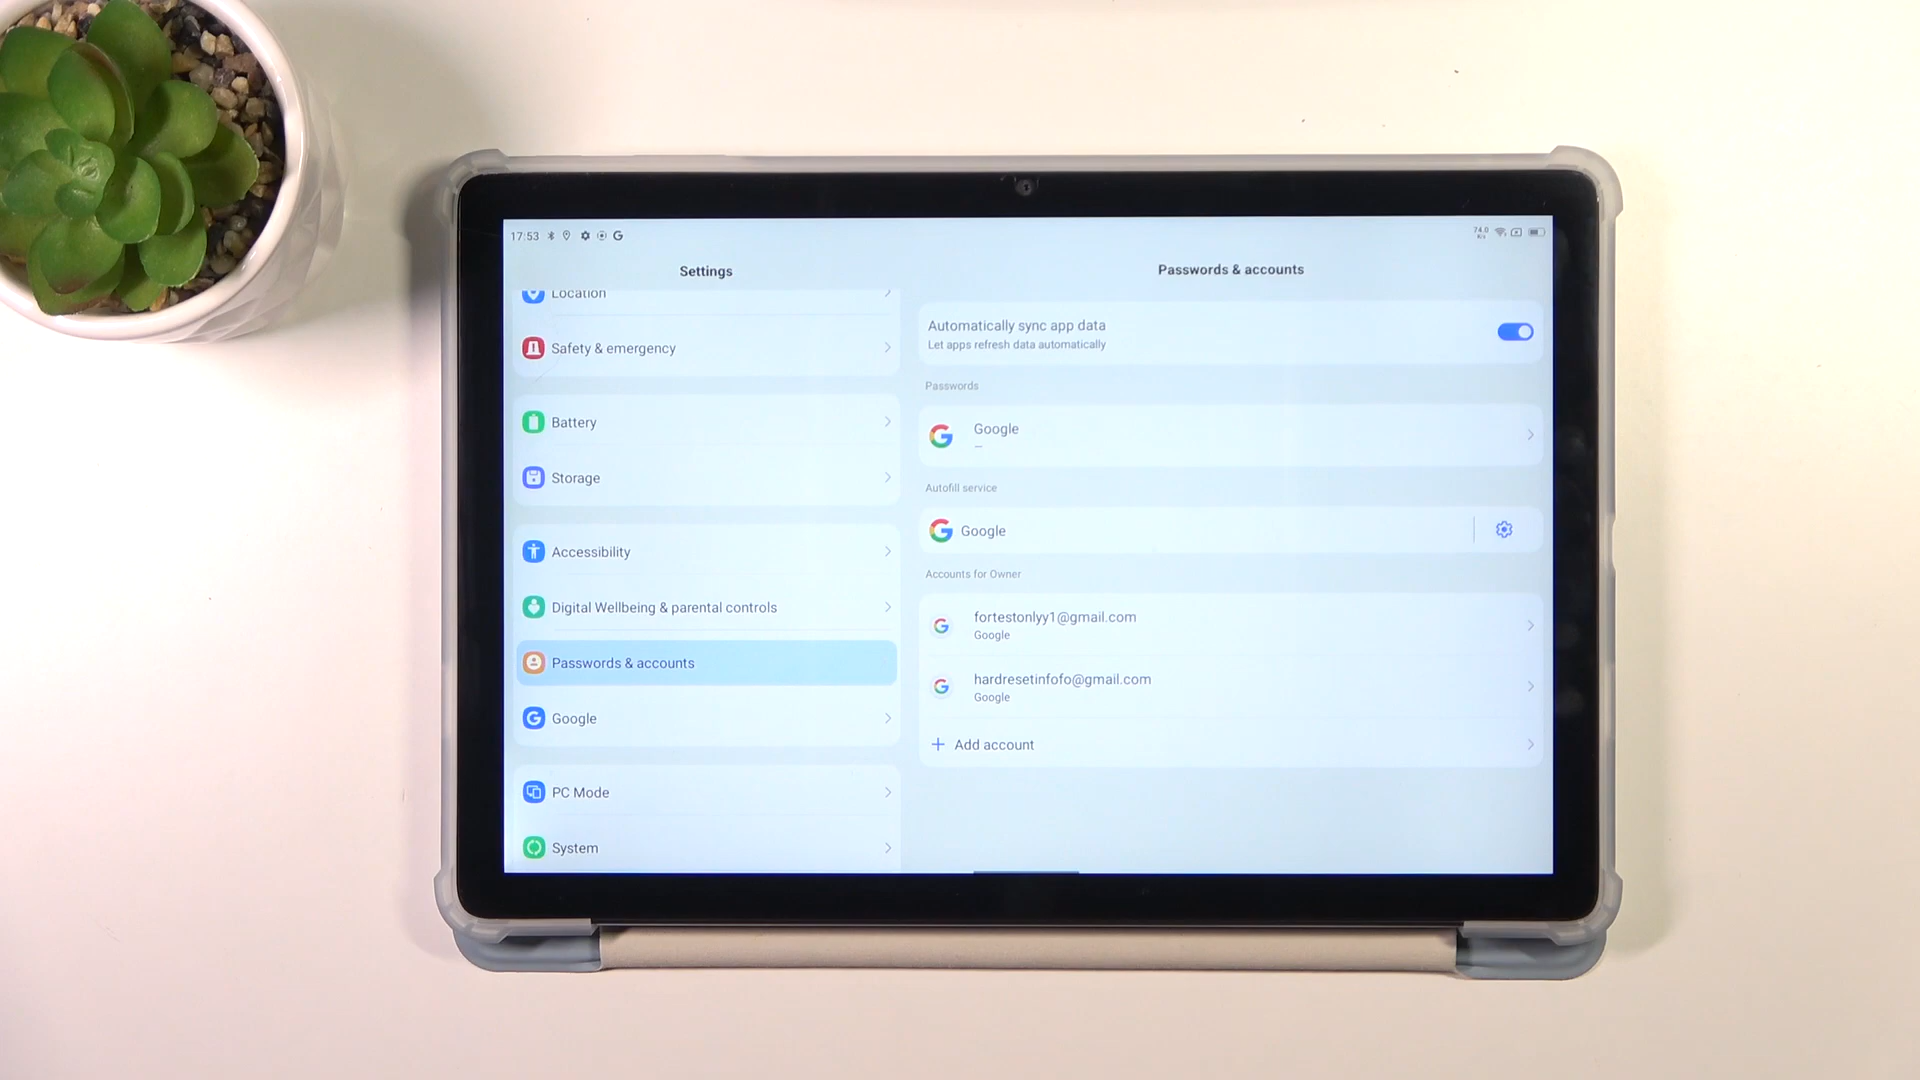 17:53
74.0
K/s
Settings
Location
Safety & emergency
Battery
Storage
Accessibility
Digital Wellbeing & parental controls
Passwords & accounts
Google
PC Mode
System
Passwords & accounts
Automatically sync app data
Let apps refresh data automatically
Passwords
Google
–
Autofill service
Google
Accounts for Owner
fortestonlyy1@gmail.com
Google
hardresetinfofo@gmail.com
Google
Add account